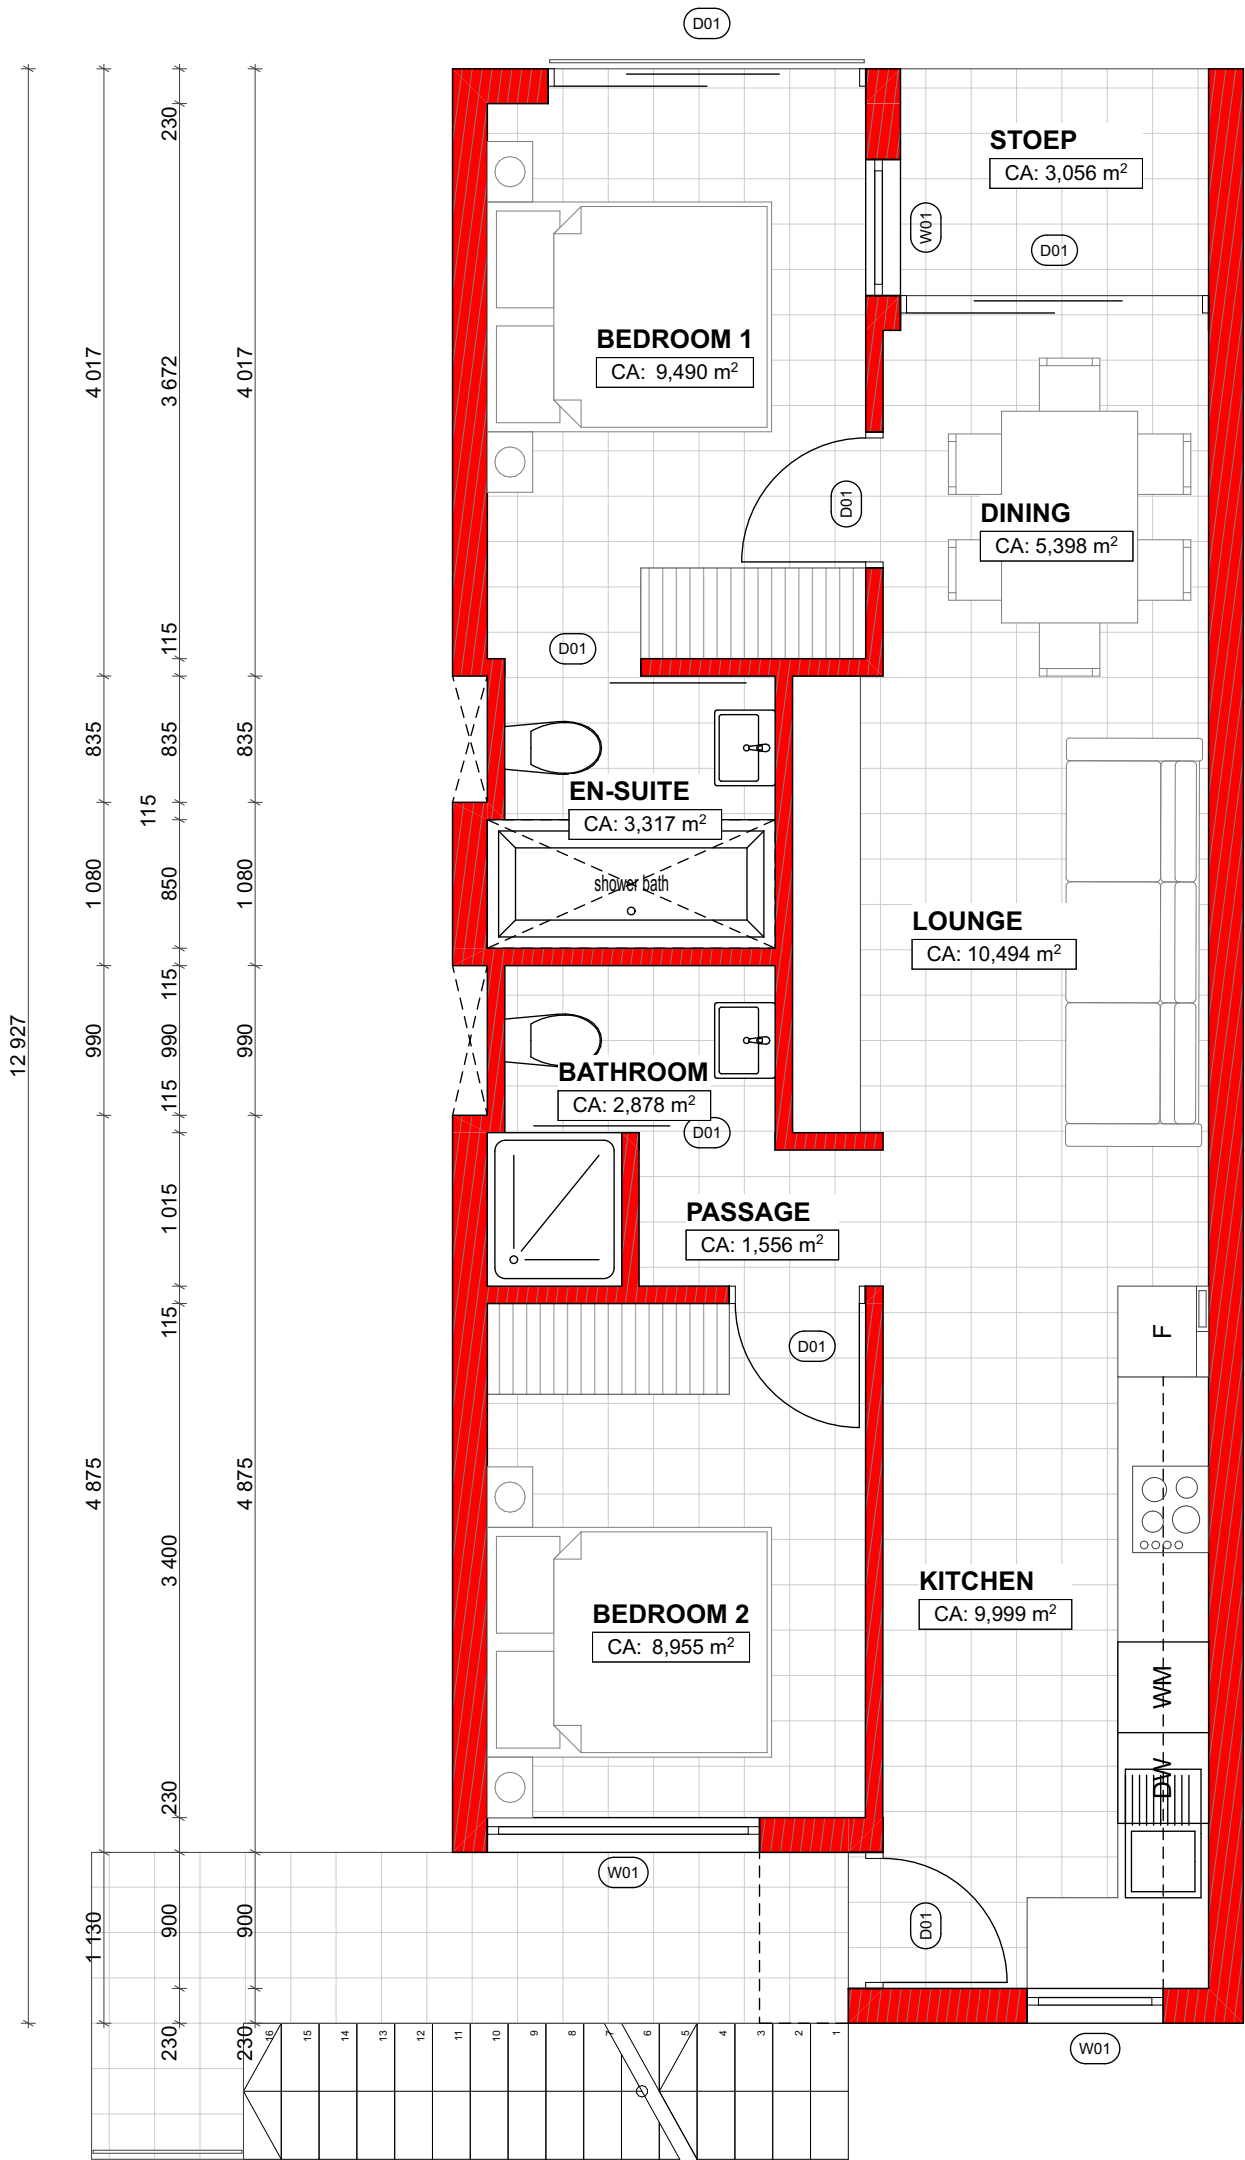 D01
STOEP
CA: 3,056 m²
W01
D01
BEDROOM 1
CA: 9,490 m²
D01
DINING
CA: 5,398 m²
D01
EN-SUITE
CA: 3,317 m²
shower bath
LOUNGE
CA: 10,494 m²
BATHROOM
CA: 2,878 m²
D01
PASSAGE
CA: 1,556 m²
D01
F
KITCHEN
CA: 9,999 m²
BEDROOM 2
CA: 8,955 m²
WM
DW
W01
D01
W01
12 927
4 017
835
1 080
990
4 875
1 130
230
3 672
115
835
115
850
115
990
115
1 015
115
3 400
230
900
230
4 017
835
1 080
990
4 875
900
230
16
15
14
13
12
11
10
9
8
7
6
5
4
3
2
1